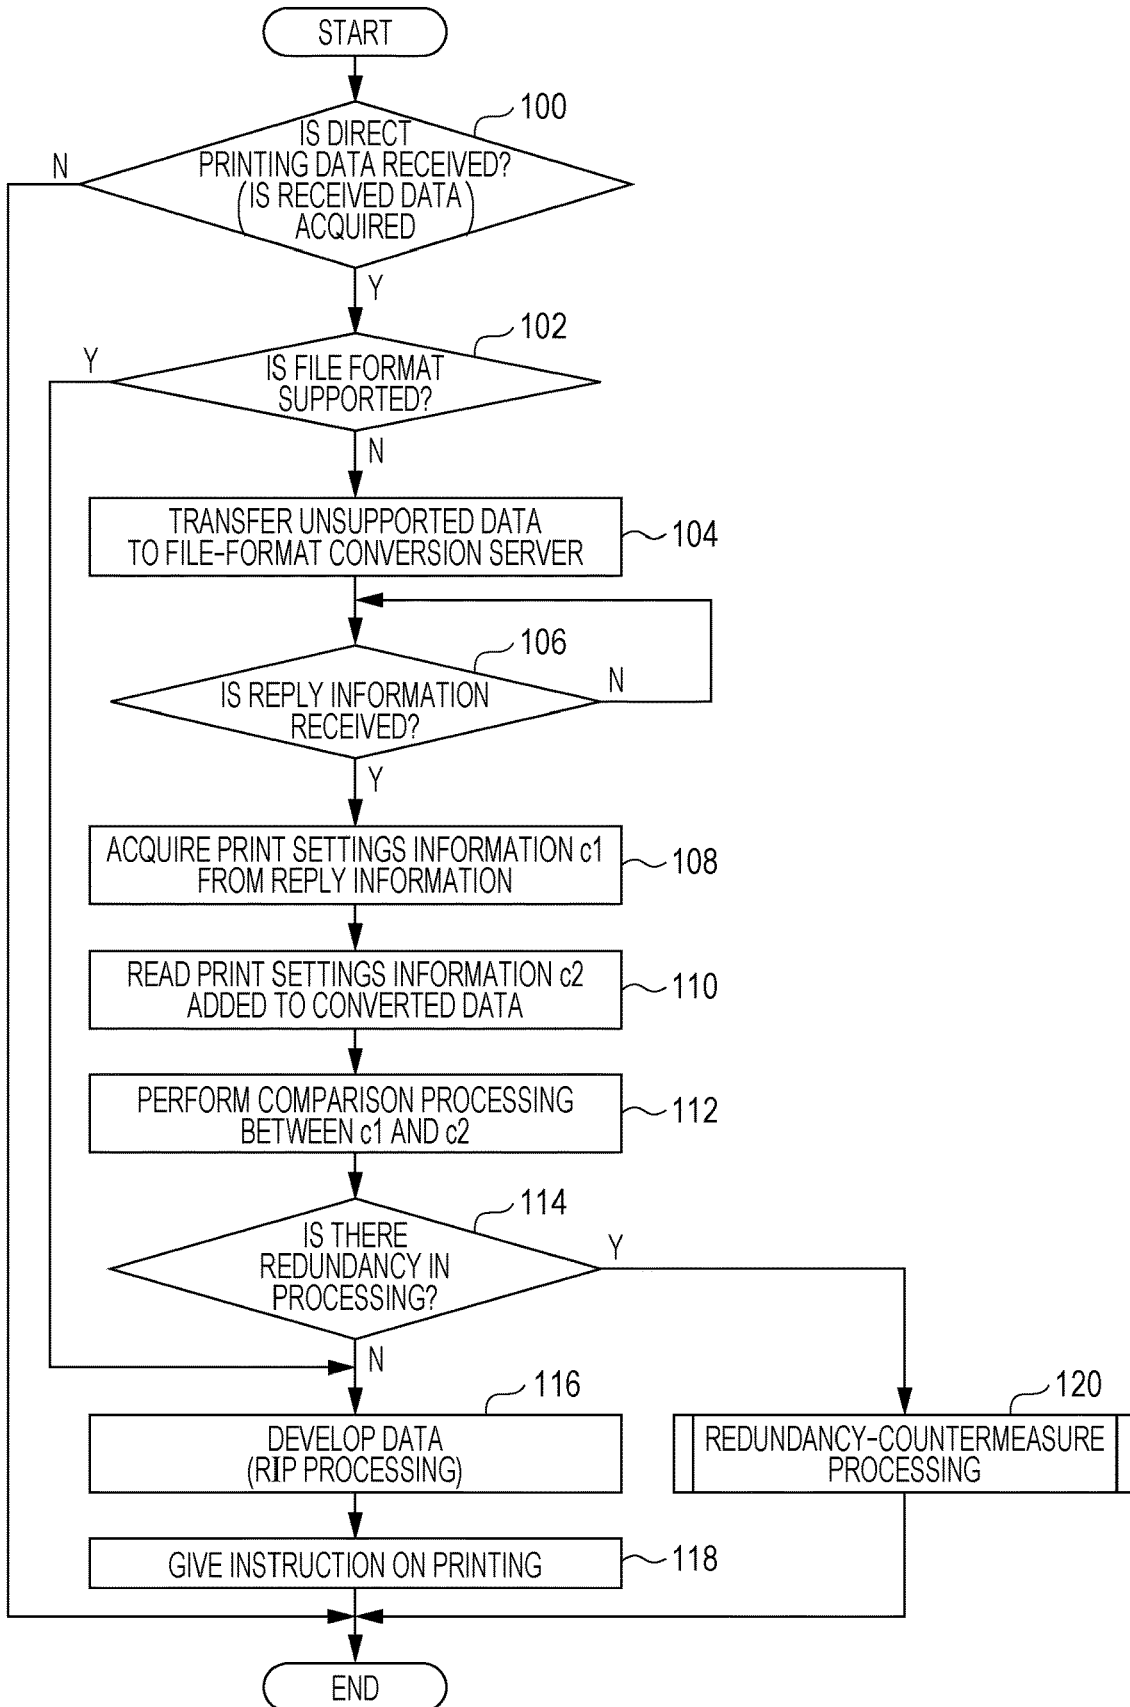 START
100
IS DIRECT
PRINTING DATA RECEIVED?
(IS RECEIVED DATA
ACQUIRED)
N
Y
102
IS FILE FORMAT
SUPPORTED?
Y
N
TRANSFER UNSUPPORTED DATA
TO FILE-FORMAT CONVERSION SERVER
104
106
IS REPLY INFORMATION
RECEIVED?
N
Y
ACQUIRE PRINT SETTINGS INFORMATION c1
FROM REPLY INFORMATION
108
READ PRINT SETTINGS INFORMATION c2
ADDED TO CONVERTED DATA
110
PERFORM COMPARISON PROCESSING
BETWEEN c1 AND c2
112
114
IS THERE
REDUNDANCY IN
PROCESSING?
Y
N
116
DEVELOP DATA
(RIP PROCESSING)
120
REDUNDANCY-COUNTERMEASURE
PROCESSING
GIVE INSTRUCTION ON PRINTING
118
END